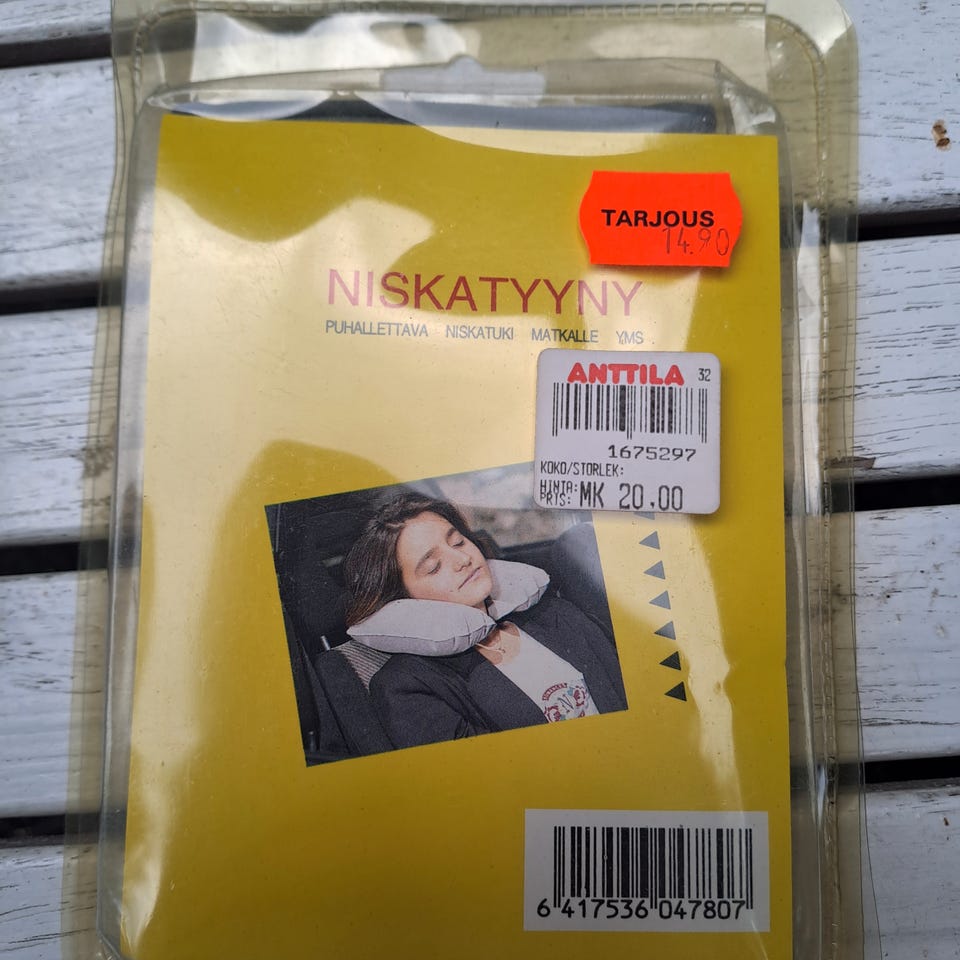 TARJOUS
14.90
NISKATYYNY
PUHALLETTAVA NISKATUKI MATKALLE YMS
ANTTILA 32
1675297
KOKO/STORLEK:
HINTA:
PRIS: MK 20.00
6 417536 047807